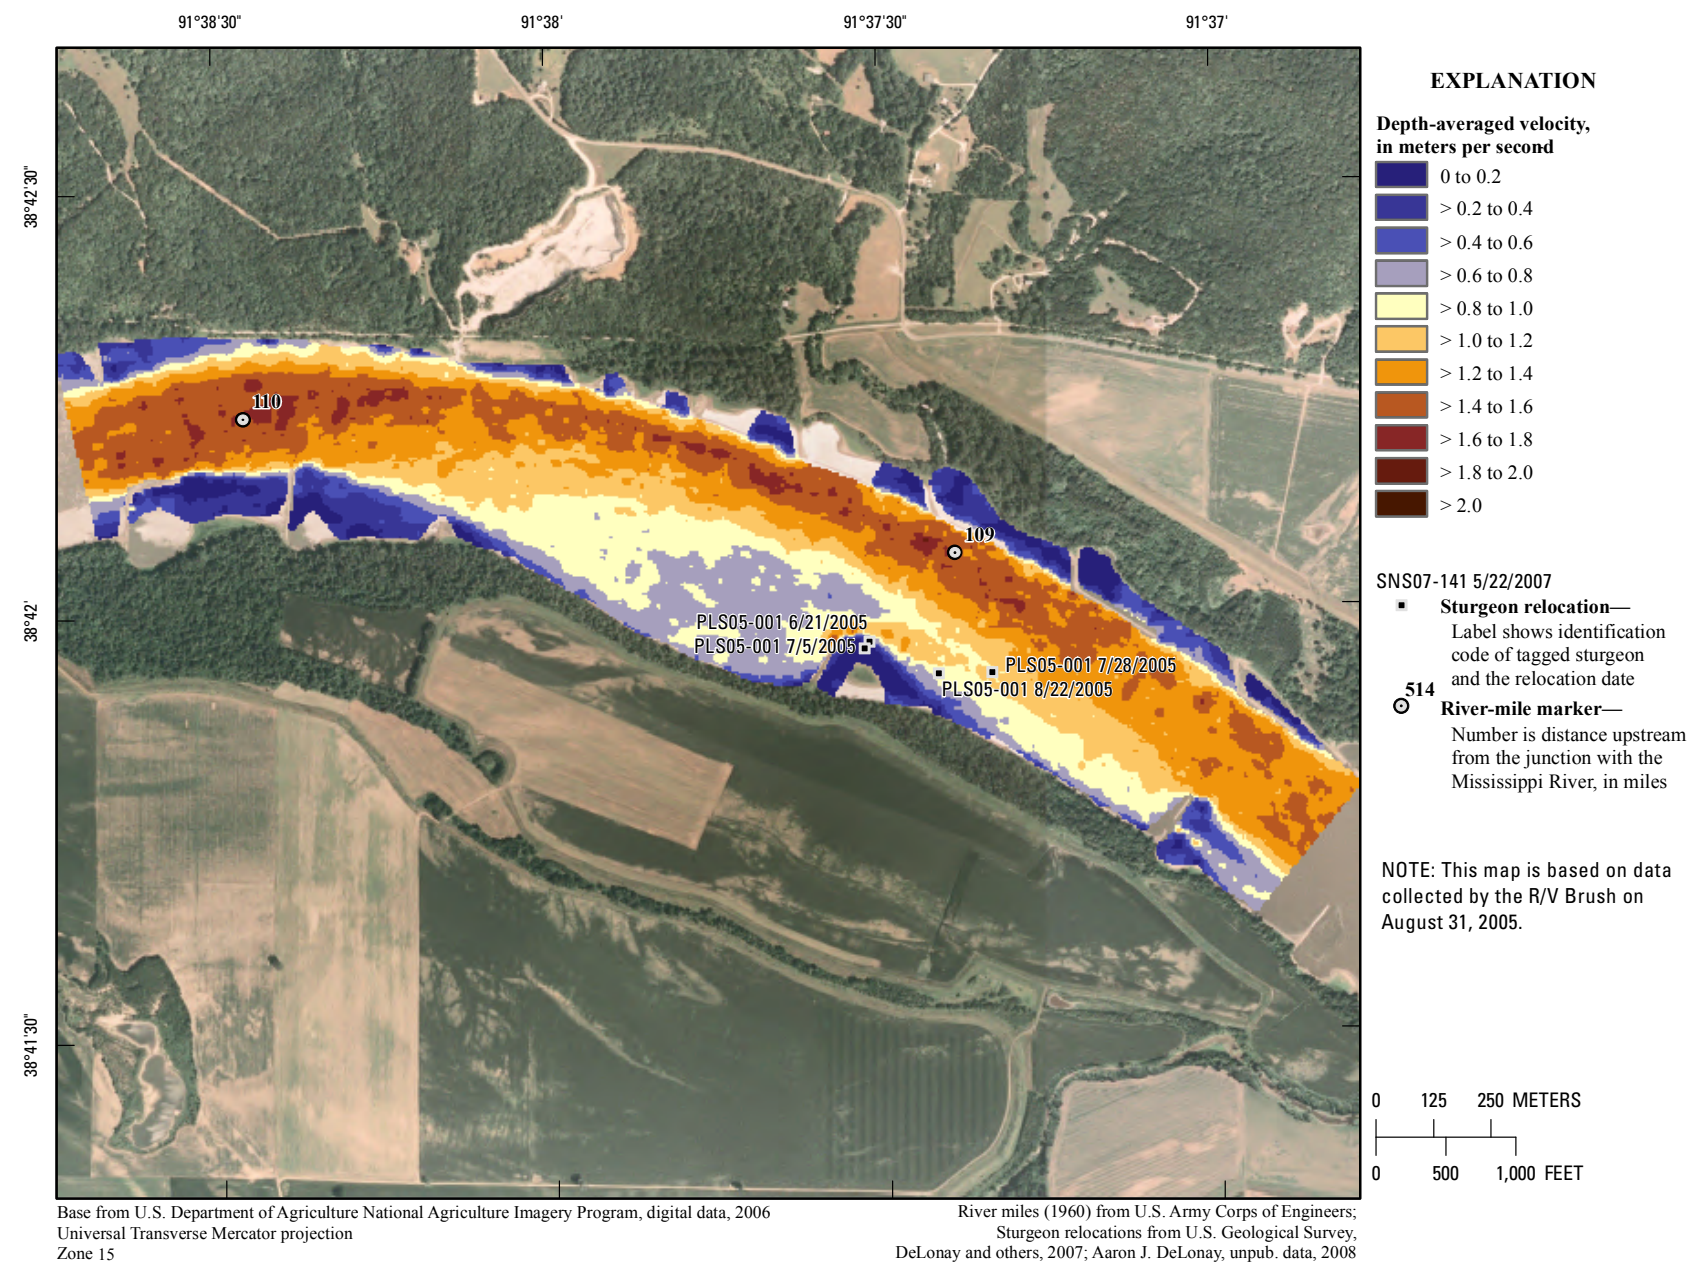 91°38'30"
91°38'
91°37'30"
91°37'
38°42'30"
38°42'
38°41'30"
110
109
PLS05-001 6/21/2005
PLS05-001 7/5/2005
PLS05-001 7/28/2005
PLS05-001 8/22/2005
EXPLANATION
Depth-averaged velocity,
in meters per second
0 to 0.2
> 0.2 to 0.4
> 0.4 to 0.6
> 0.6 to 0.8
> 0.8 to 1.0
> 1.0 to 1.2
> 1.2 to 1.4
> 1.4 to 1.6
> 1.6 to 1.8
> 1.8 to 2.0
> 2.0
SNS07-141 5/22/2007
Sturgeon relocation—
Label shows identification
code of tagged sturgeon
and the relocation date
514
River-mile marker—
Number is distance upstream
from the junction with the
Mississippi River, in miles
NOTE: This map is based on data
collected by the R/V Brush on
August 31, 2005.
0 125 250 METERS
0 500 1,000 FEET
Base from U.S. Department of Agriculture National Agriculture Imagery Program, digital data, 2006
Universal Transverse Mercator projection
Zone 15
River miles (1960) from U.S. Army Corps of Engineers;
Sturgeon relocations from U.S. Geological Survey,
DeLonay and others, 2007; Aaron J. DeLonay, unpub. data, 2008